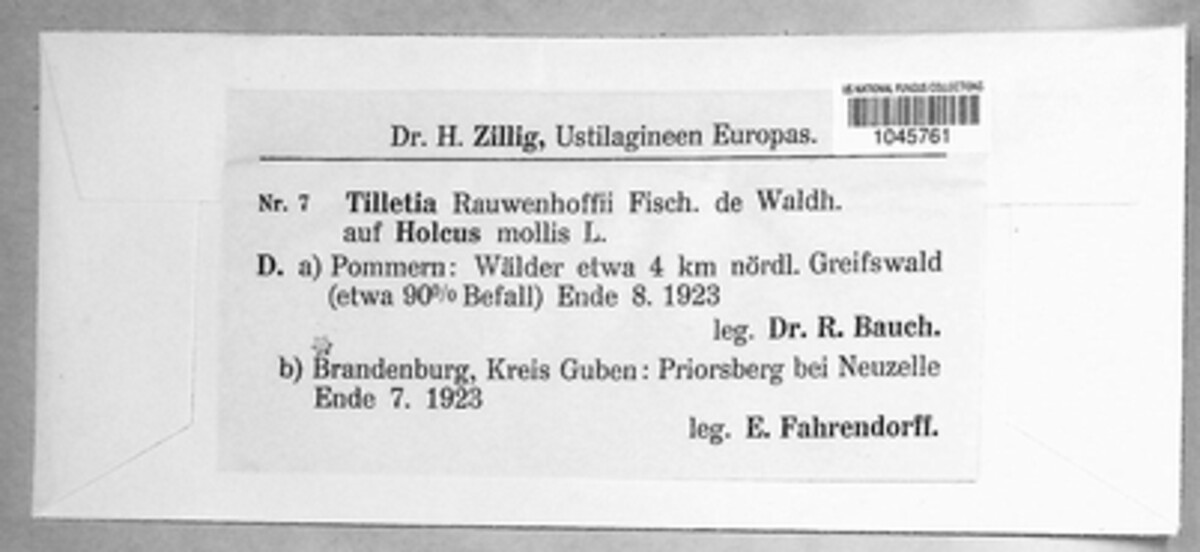 US NATIONAL FUNGUS COLLECTIONS
1045761
Dr. H. Zillig, Ustilagineen Europas.
Nr. 7 Tilletia Rauwenhoffii Fisch. de Waldh.
auf Holcus mollis L.
D. a) Pommern: Wälder etwa 4 km nördl. Greifswald
(etwa 90% Befall) Ende 8. 1923
leg. Dr. R. Bauch.
b) Brandenburg, Kreis Guben: Priorsberg bei Neuzelle
Ende 7. 1923
leg. E. Fahrendorff.